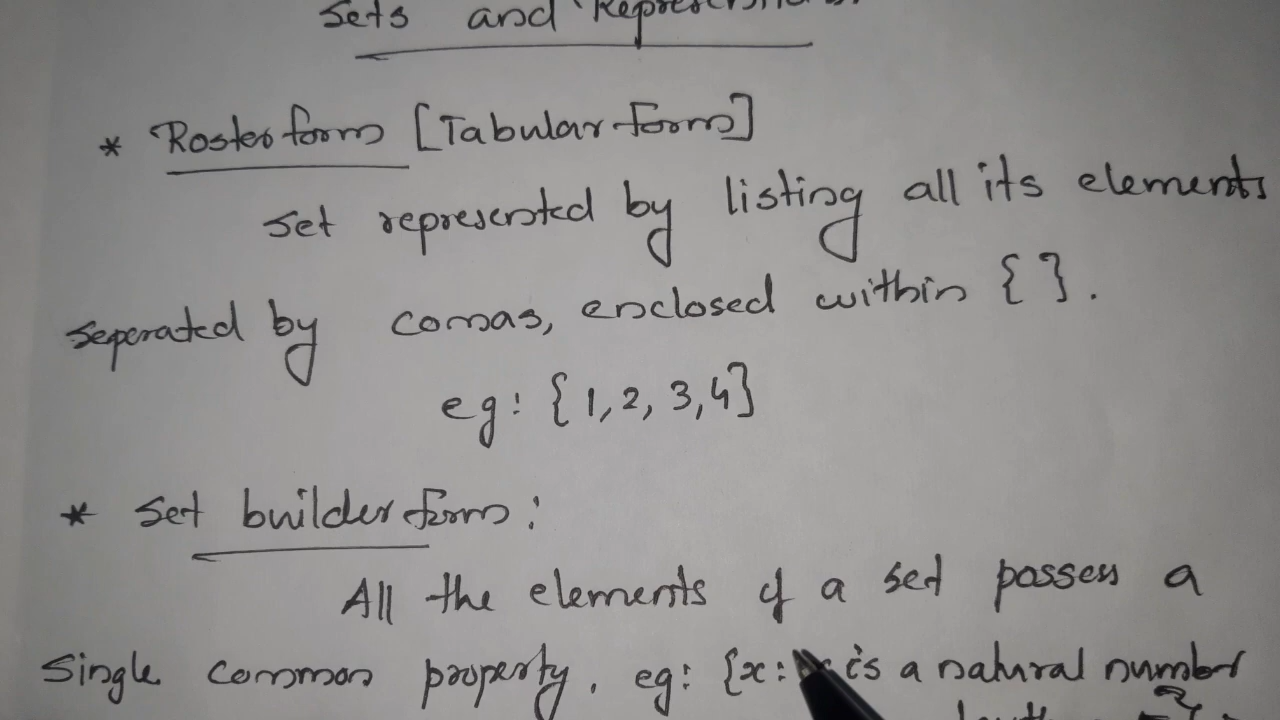 Sets and Represent
* Roster form [Tabular form]
Set represented by listing all its elements
seperated by comas, enclosed within { }.
eg: {1, 2, 3, 4}
* Set builder form:
All the elements of a set possess a
Single common property. eg: {x: x is a natural number